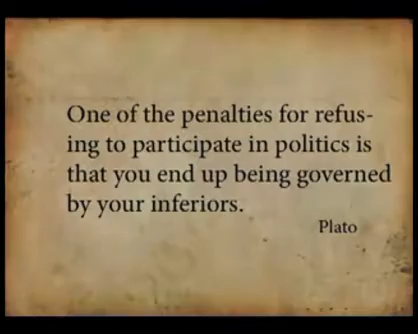 One of the penalties for refus-
ing to participate in politics is
that you end up being governed
by your inferiors.
Plato